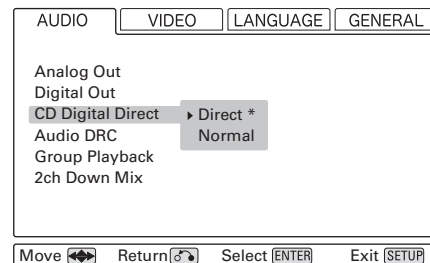 AUDIO VIDEO LANGUAGE GENERAL
Analog Out
Digital Out
CD Digital Direct Direct *
Audio DRC Normal
Group Playback
2ch Down Mix
Move Return Select ENTER Exit SETUP